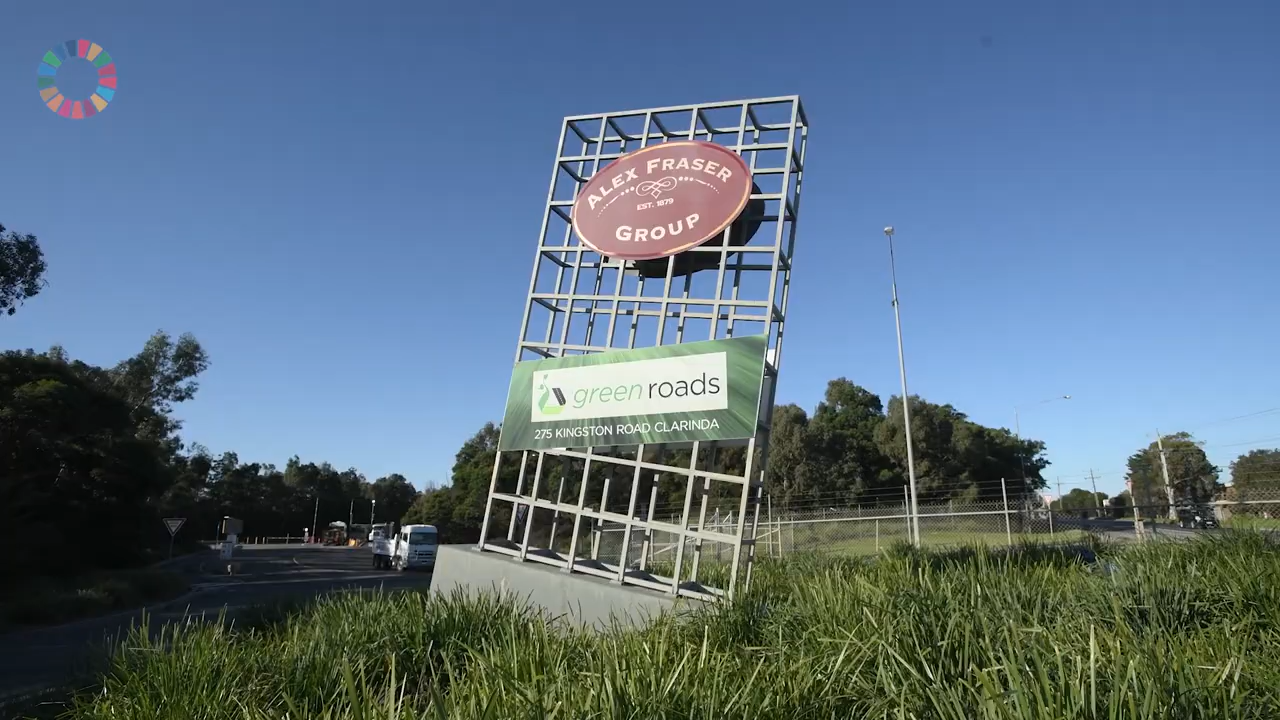 ALEX FRASER
EST. 1879
GROUP
green roads
275 KINGSTON ROAD CLARINDA